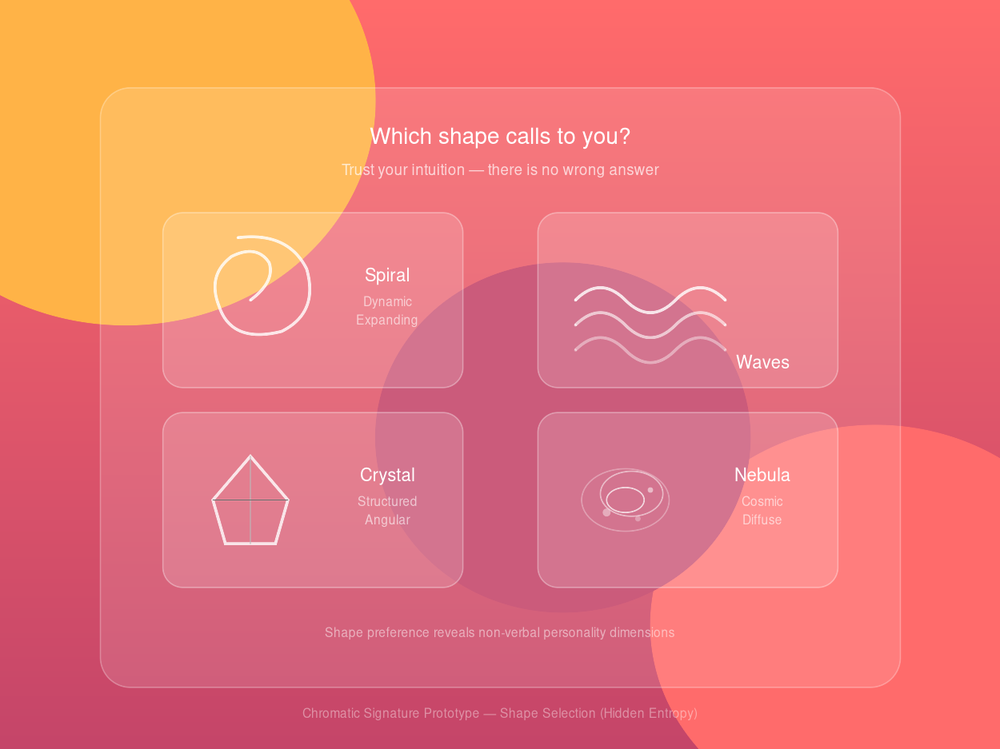 Which shape calls to you?
Trust your intuition — there is no wrong answer
Spiral
Dynamic
Expanding
Waves
Crystal
Structured
Angular
Nebula
Cosmic
Diffuse
Shape preference reveals non-verbal personality dimensions
Chromatic Signature Prototype — Shape Selection (Hidden Entropy)